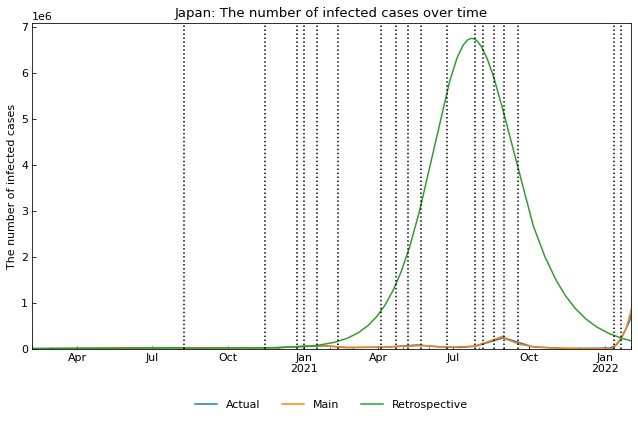 Japan: The number of infected cases over time
1e6
The number of infected cases
7
6
5
4
3
2
1
0
Apr Jul Oct Jan Apr Jul Oct Jan
2021 2022
Actual Main Retrospective